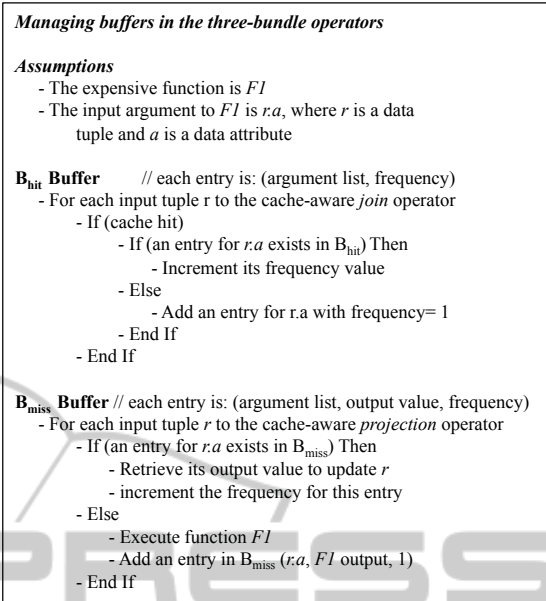 Managing buffers in the three-bundle operators
Assumptions
- The expensive function is F1
- The input argument to F1 is r.a, where r is a data
tuple and a is a data attribute
Bhit Buffer // each entry is: (argument list, frequency)
- For each input tuple r to the cache-aware join operator
- If (cache hit)
- If (an entry for r.a exists in Bhit) Then
- Increment its frequency value
- Else
- Add an entry for r.a with frequency= 1
- End If
- End If
Bmiss Buffer // each entry is: (argument list, output value, frequency)
- For each input tuple r to the cache-aware projection operator
- If (an entry for r.a exists in Bmiss) Then
- Retrieve its output value to update r
- increment the frequency for this entry
- Else
- Execute function F1
- Add an entry in Bmiss (r.a, F1 output, 1)
- End If
PRESS